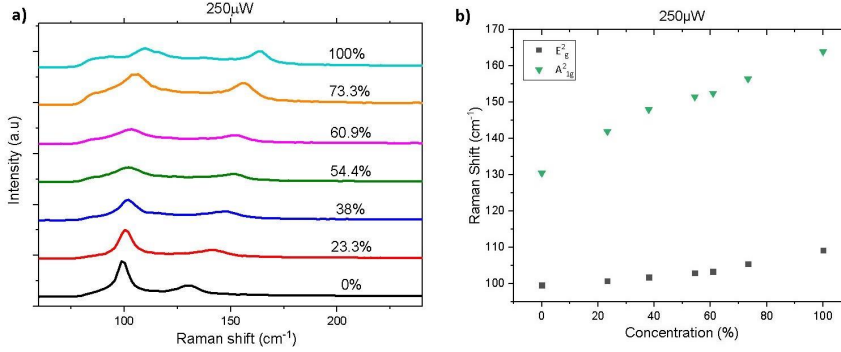 a)
250μW
100%
73.3%
60.9%
54.4%
38%
23.3%
0%
Intensity (a.u)
100 150 200
Raman shift (cm⁻¹)
b)
250μW
E²g
A²1g
170
160
150
140
130
120
110
100
Raman Shift (cm⁻¹)
0 20 40 60 80 100
Concentration (%)